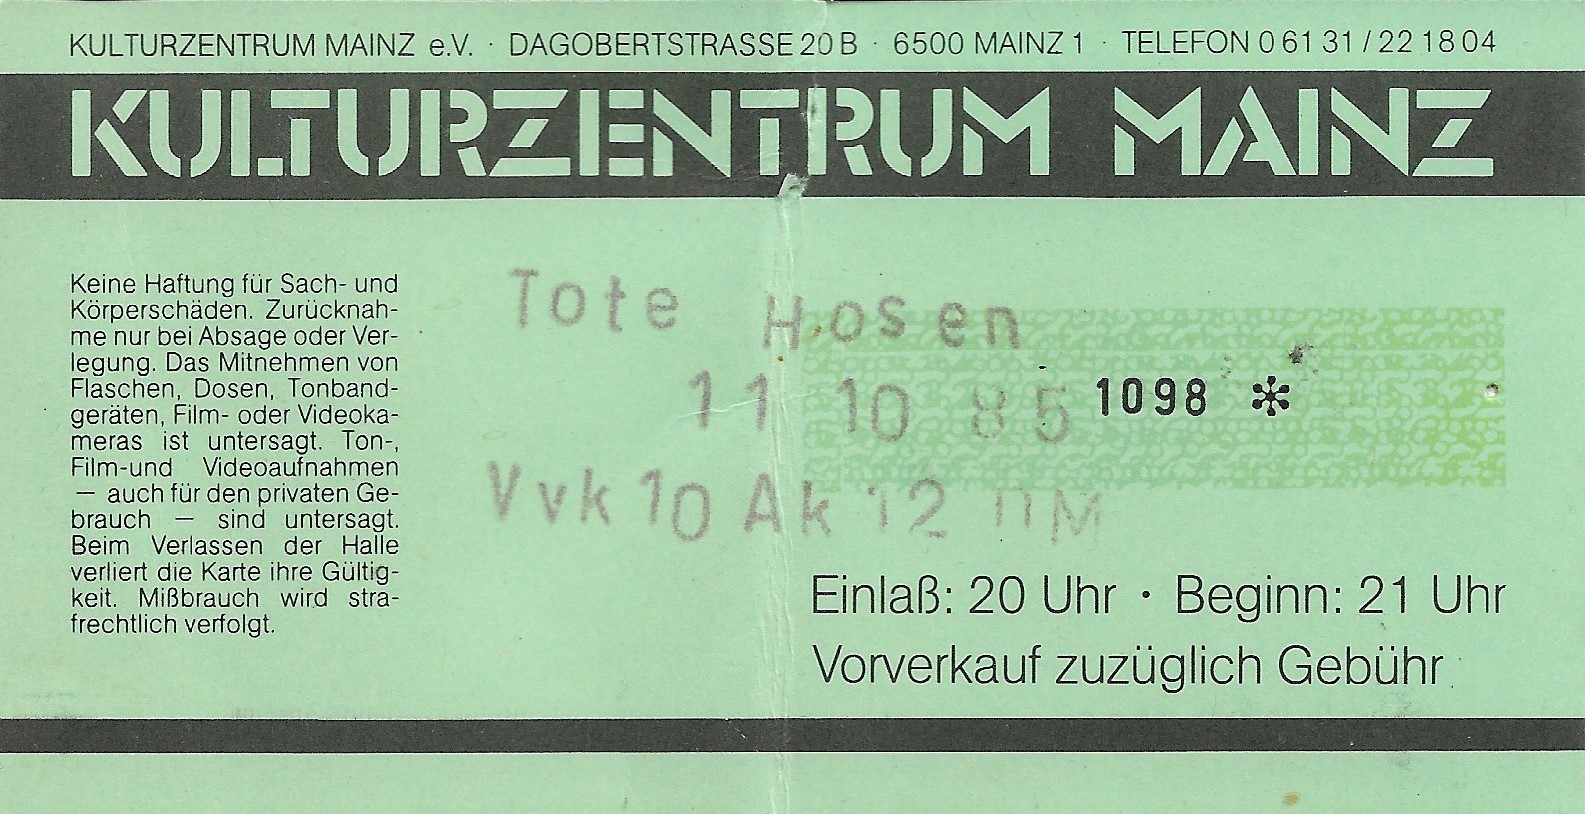 KULTURZENTRUM MAINZ e.V. · DAGOBERTSTRASSE 20 B · 6500 MAINZ 1 · TELEFON 0 61 31 / 22 18 04
KULTURZENTRUM MAINZ
Keine Haftung für Sach- und
Körperschäden. Zurücknah-
me nur bei Absage oder Ver-
legung. Das Mitnehmen von
Flaschen, Dosen, Tonband-
geräten, Film- oder Videoka-
meras ist untersagt. Ton-,
Film-und Videoaufnahmen
— auch für den privaten Ge-
brauch — sind untersagt.
Beim Verlassen der Halle
verliert die Karte ihre Gültig-
keit. Mißbrauch wird stra-
frechtlich verfolgt.
Tote Hosen
11 10 85
1098 *
Vvk 10 Ak 12 DM
Einlaß: 20 Uhr · Beginn: 21 Uhr
Vorverkauf zuzüglich Gebühr